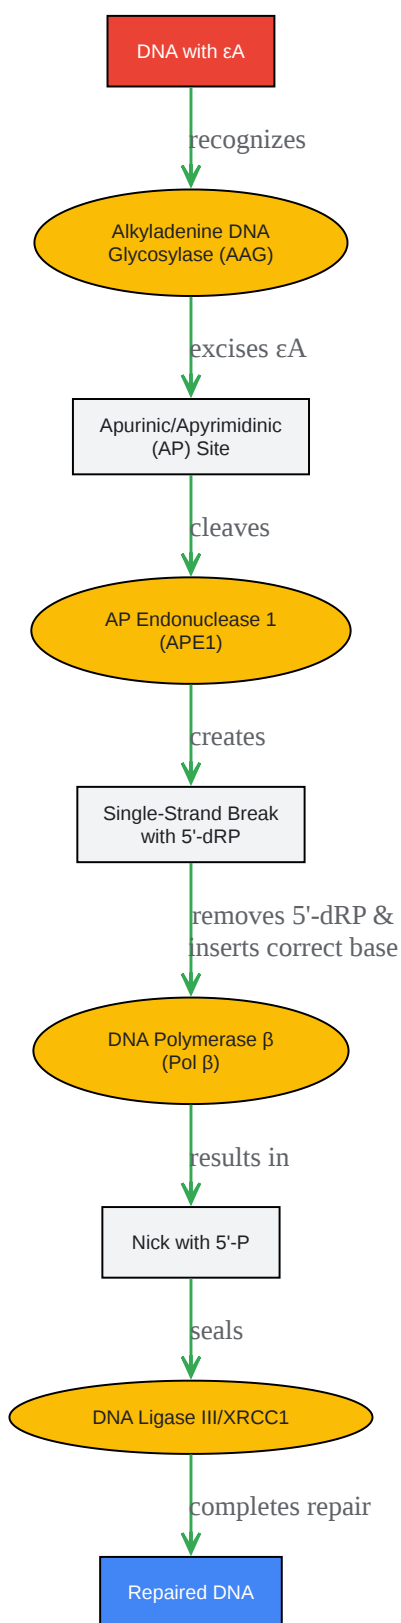 DNA with εA
recognizes
Alkyladenine DNA
Glycosylase (AAG)
excises εA
Apurinic/Apyrimidinic
(AP) Site
cleaves
AP Endonuclease 1
(APE1)
creates
Single-Strand Break
with 5'-dRP
removes 5'-dRP &
inserts correct base
DNA Polymerase β
(Pol β)
results in
Nick with 5'-P
seals
DNA Ligase III/XRCC1
completes repair
Repaired DNA